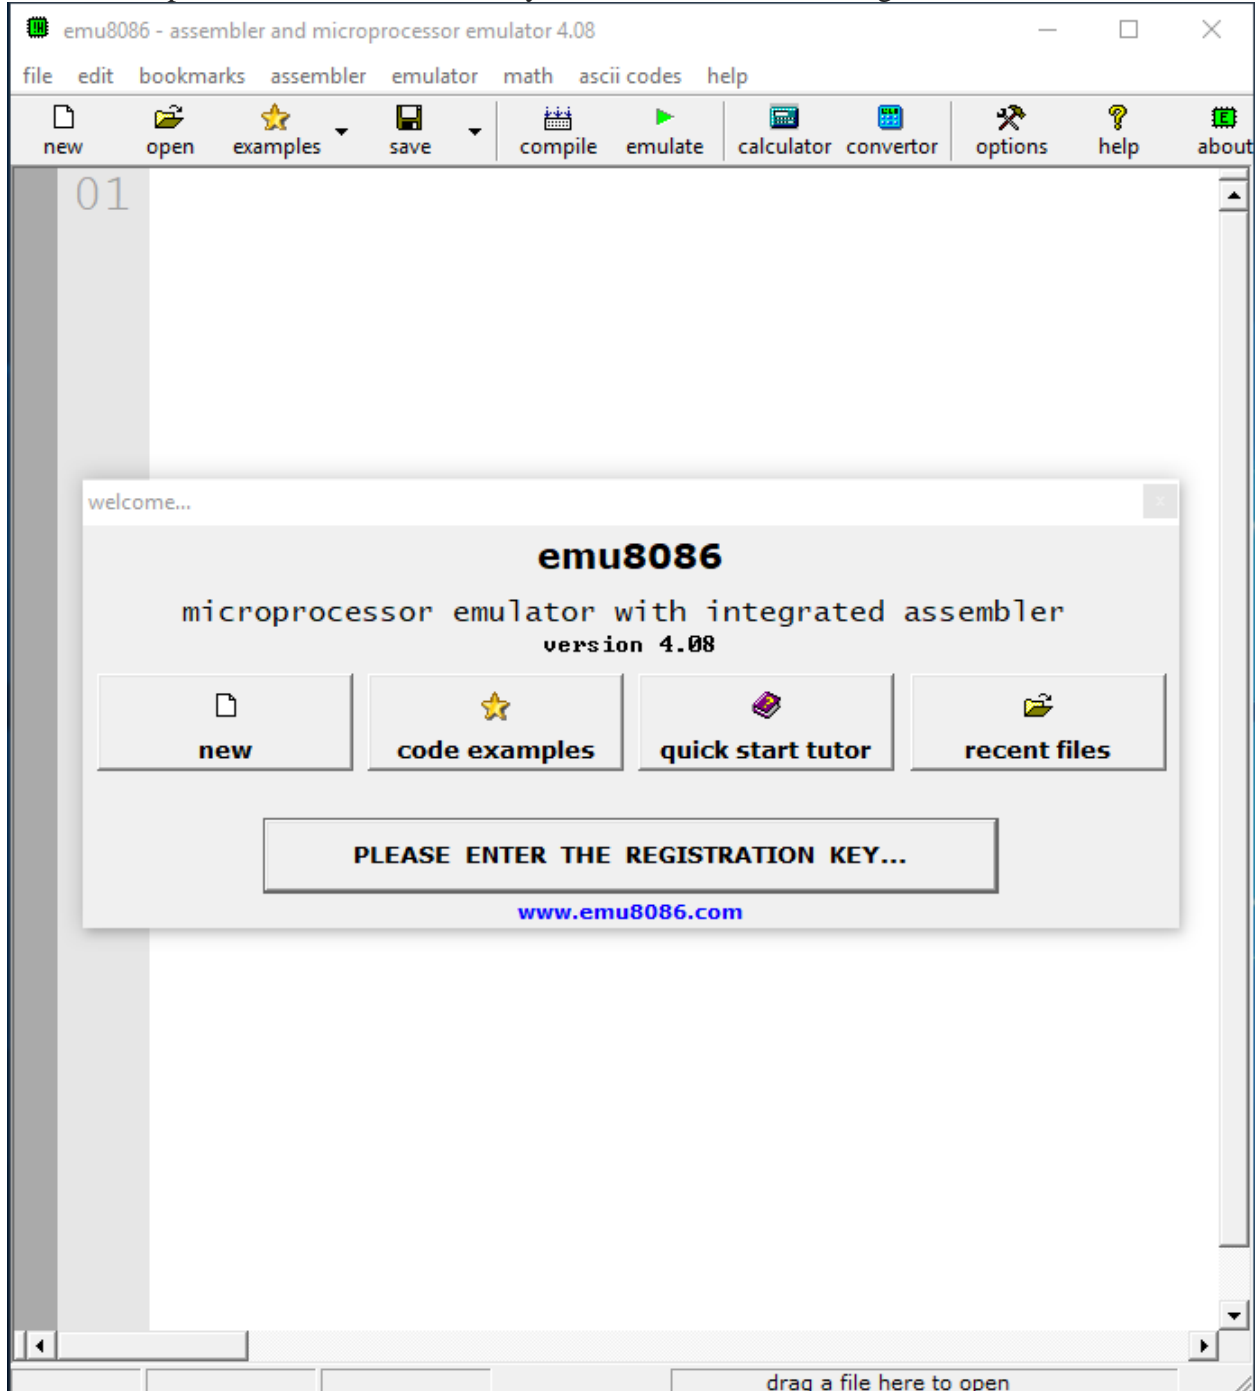 emu8086 - assembler and microprocessor emulator 4.08
file edit bookmarks assembler emulator math ascii codes help
new open examples save compile emulate calculator convertor options help about
01
welcome...
emu8086
microprocessor emulator with integrated assembler
version 4.08
new code examples quick start tutor recent files
PLEASE ENTER THE REGISTRATION KEY...
www.emu8086.com
drag a file here to open